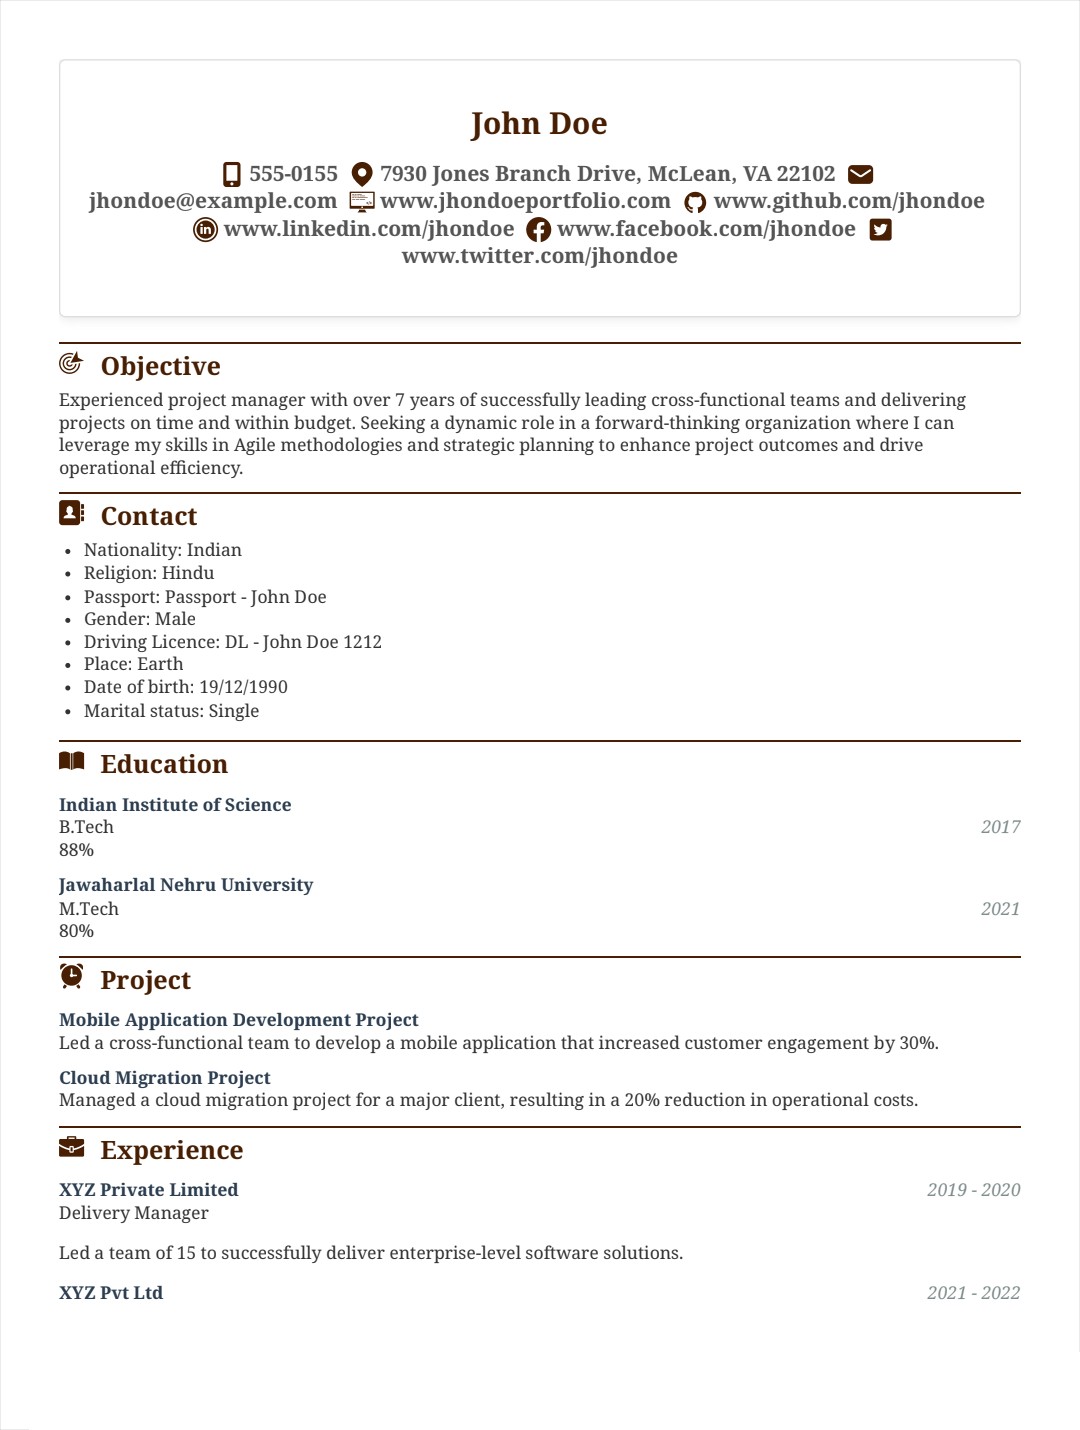 John Doe
555-0155 7930 Jones Branch Drive, McLean, VA 22102
jhondoe@example.com www.jhondoeportfolio.com www.github.com/jhondoe
www.linkedin.com/jhondoe www.facebook.com/jhondoe
www.twitter.com/jhondoe
Objective
Experienced project manager with over 7 years of successfully leading cross-functional teams and delivering
projects on time and within budget. Seeking a dynamic role in a forward-thinking organization where I can
leverage my skills in Agile methodologies and strategic planning to enhance project outcomes and drive
operational efficiency.
Contact
• Nationality: Indian
• Religion: Hindu
• Passport: Passport - John Doe
• Gender: Male
• Driving Licence: DL - John Doe 1212
• Place: Earth
• Date of birth: 19/12/1990
• Marital status: Single
Education
Indian Institute of Science
B.Tech 2017
88%
Jawaharlal Nehru University
M.Tech 2021
80%
Project
Mobile Application Development Project
Led a cross-functional team to develop a mobile application that increased customer engagement by 30%.
Cloud Migration Project
Managed a cloud migration project for a major client, resulting in a 20% reduction in operational costs.
Experience
XYZ Private Limited 2019 - 2020
Delivery Manager
Led a team of 15 to successfully deliver enterprise-level software solutions.
XYZ Pvt Ltd 2021 - 2022